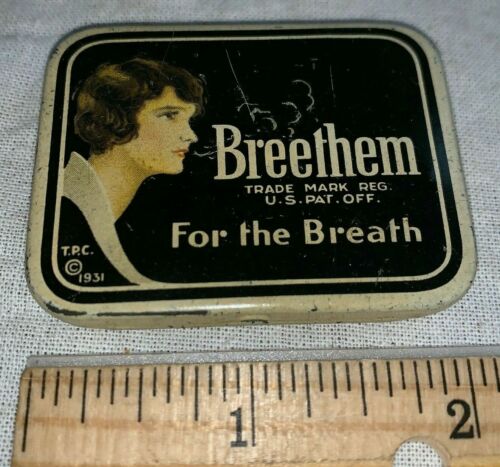 Breethem
TRADE MARK REG.
U.S. PAT. OFF.
For the Breath
T.P.C.
© 1931
1 2